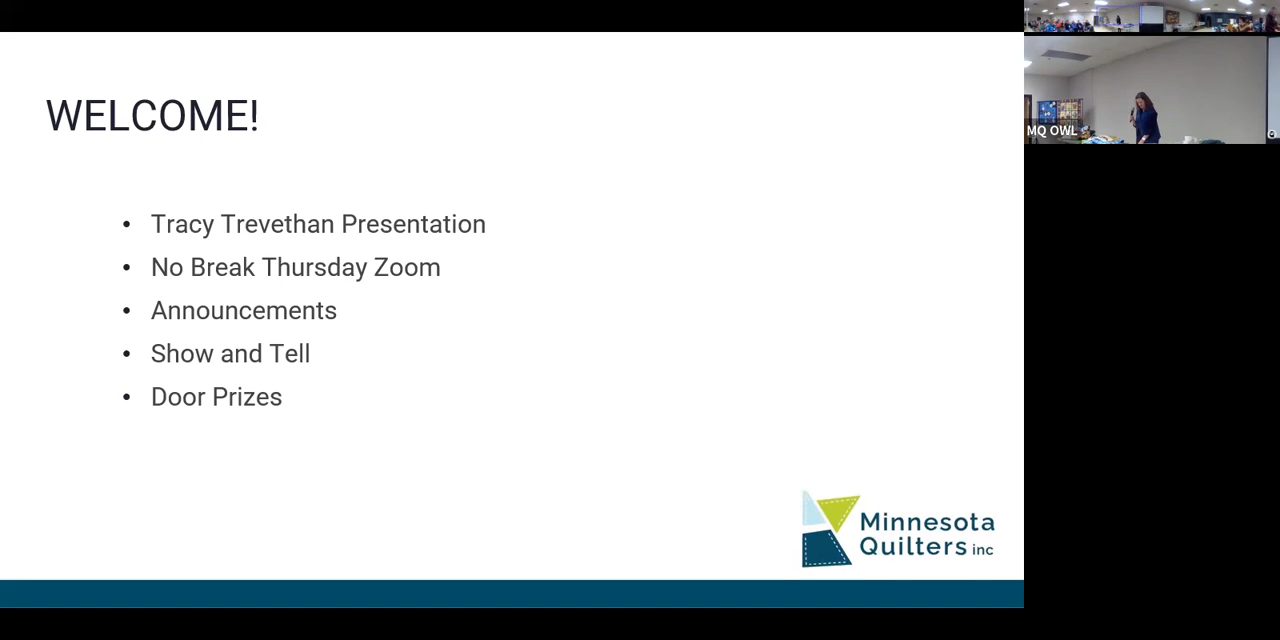 WELCOME!
• Tracy Trevethan Presentation
• No Break Thursday Zoom
• Announcements
• Show and Tell
• Door Prizes
Minnesota
Quilters inc
MQ OWL